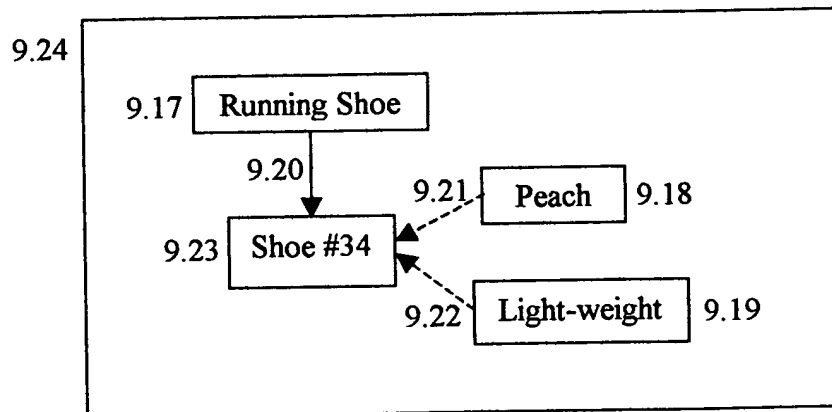 9.24
9.17 Running Shoe
9.20
9.21 Peach 9.18
9.23 Shoe #34
9.22 Light-weight 9.19